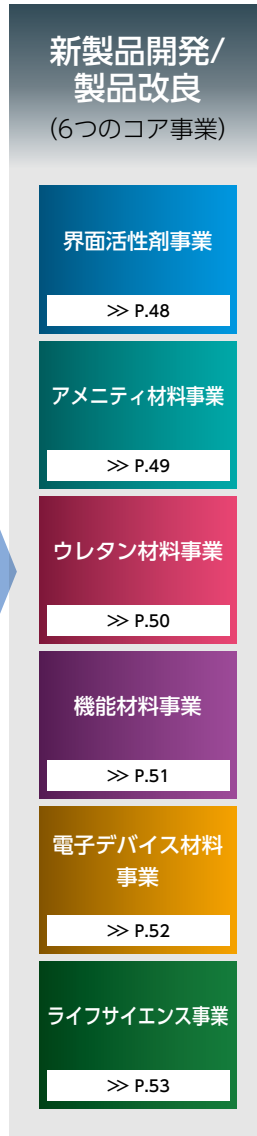 新製品開発/
製品改良
(6つのコア事業)
界面活性剤事業
≫ P.48
アメニティ材料事業
≫ P.49
ウレタン材料事業
≫ P.50
機能材料事業
≫ P.51
電子デバイス材料
事業
≫ P.52
ライフサイエンス事業
≫ P.53